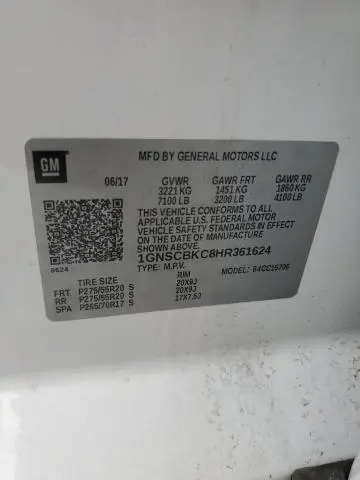 GM
MFD BY GENERAL MOTORS LLC
06/17 GVWR GAWR FRT GAWR RR
3221 KG 1451 KG 1860 KG
7100 LB 3200 LB 4100 LB
THIS VEHICLE CONFORMS TO ALL
APPLICABLE U.S. FEDERAL MOTOR
VEHICLE SAFETY STANDARDS IN
EFFECT ON THE DATE OF
MANUFACTURE SHOWN ABOVE.
1GNSCBKC8HR361624
8624 TYPE: M.P.V. MODEL: 84CC15706
TIRE SIZE RIM
FRT P275/55R20 S 20X9J
RR P275/55R20 S 20X9J
SPA P265/70R17 S 17X7.5J